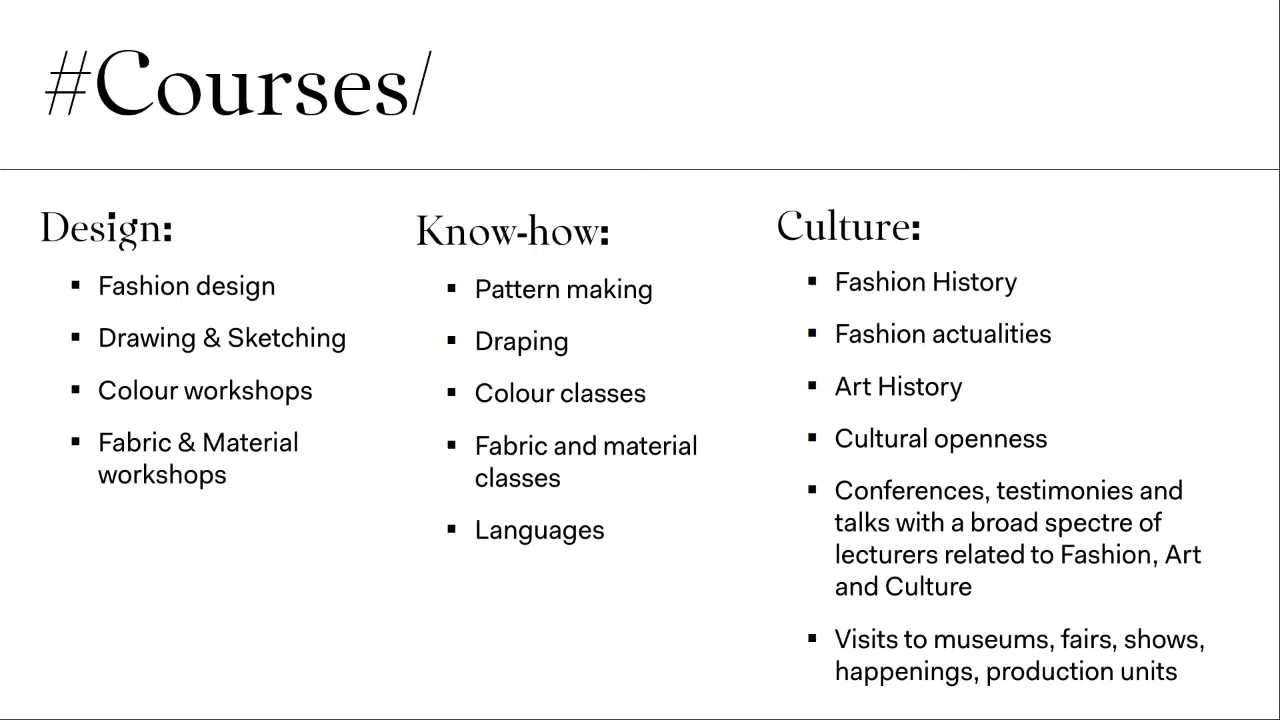 #Courses/
Design:
Fashion design
Drawing & Sketching
Colour workshops
Fabric & Material
workshops
Know-how:
Pattern making
Draping
Colour classes
Fabric and material
classes
Languages
Culture:
Fashion History
Fashion actualities
Art History
Cultural openness
Conferences, testimonies and
talks with a broad spectre of
lecturers related to Fashion, Art
and Culture
Visits to museums, fairs, shows,
happenings, production units